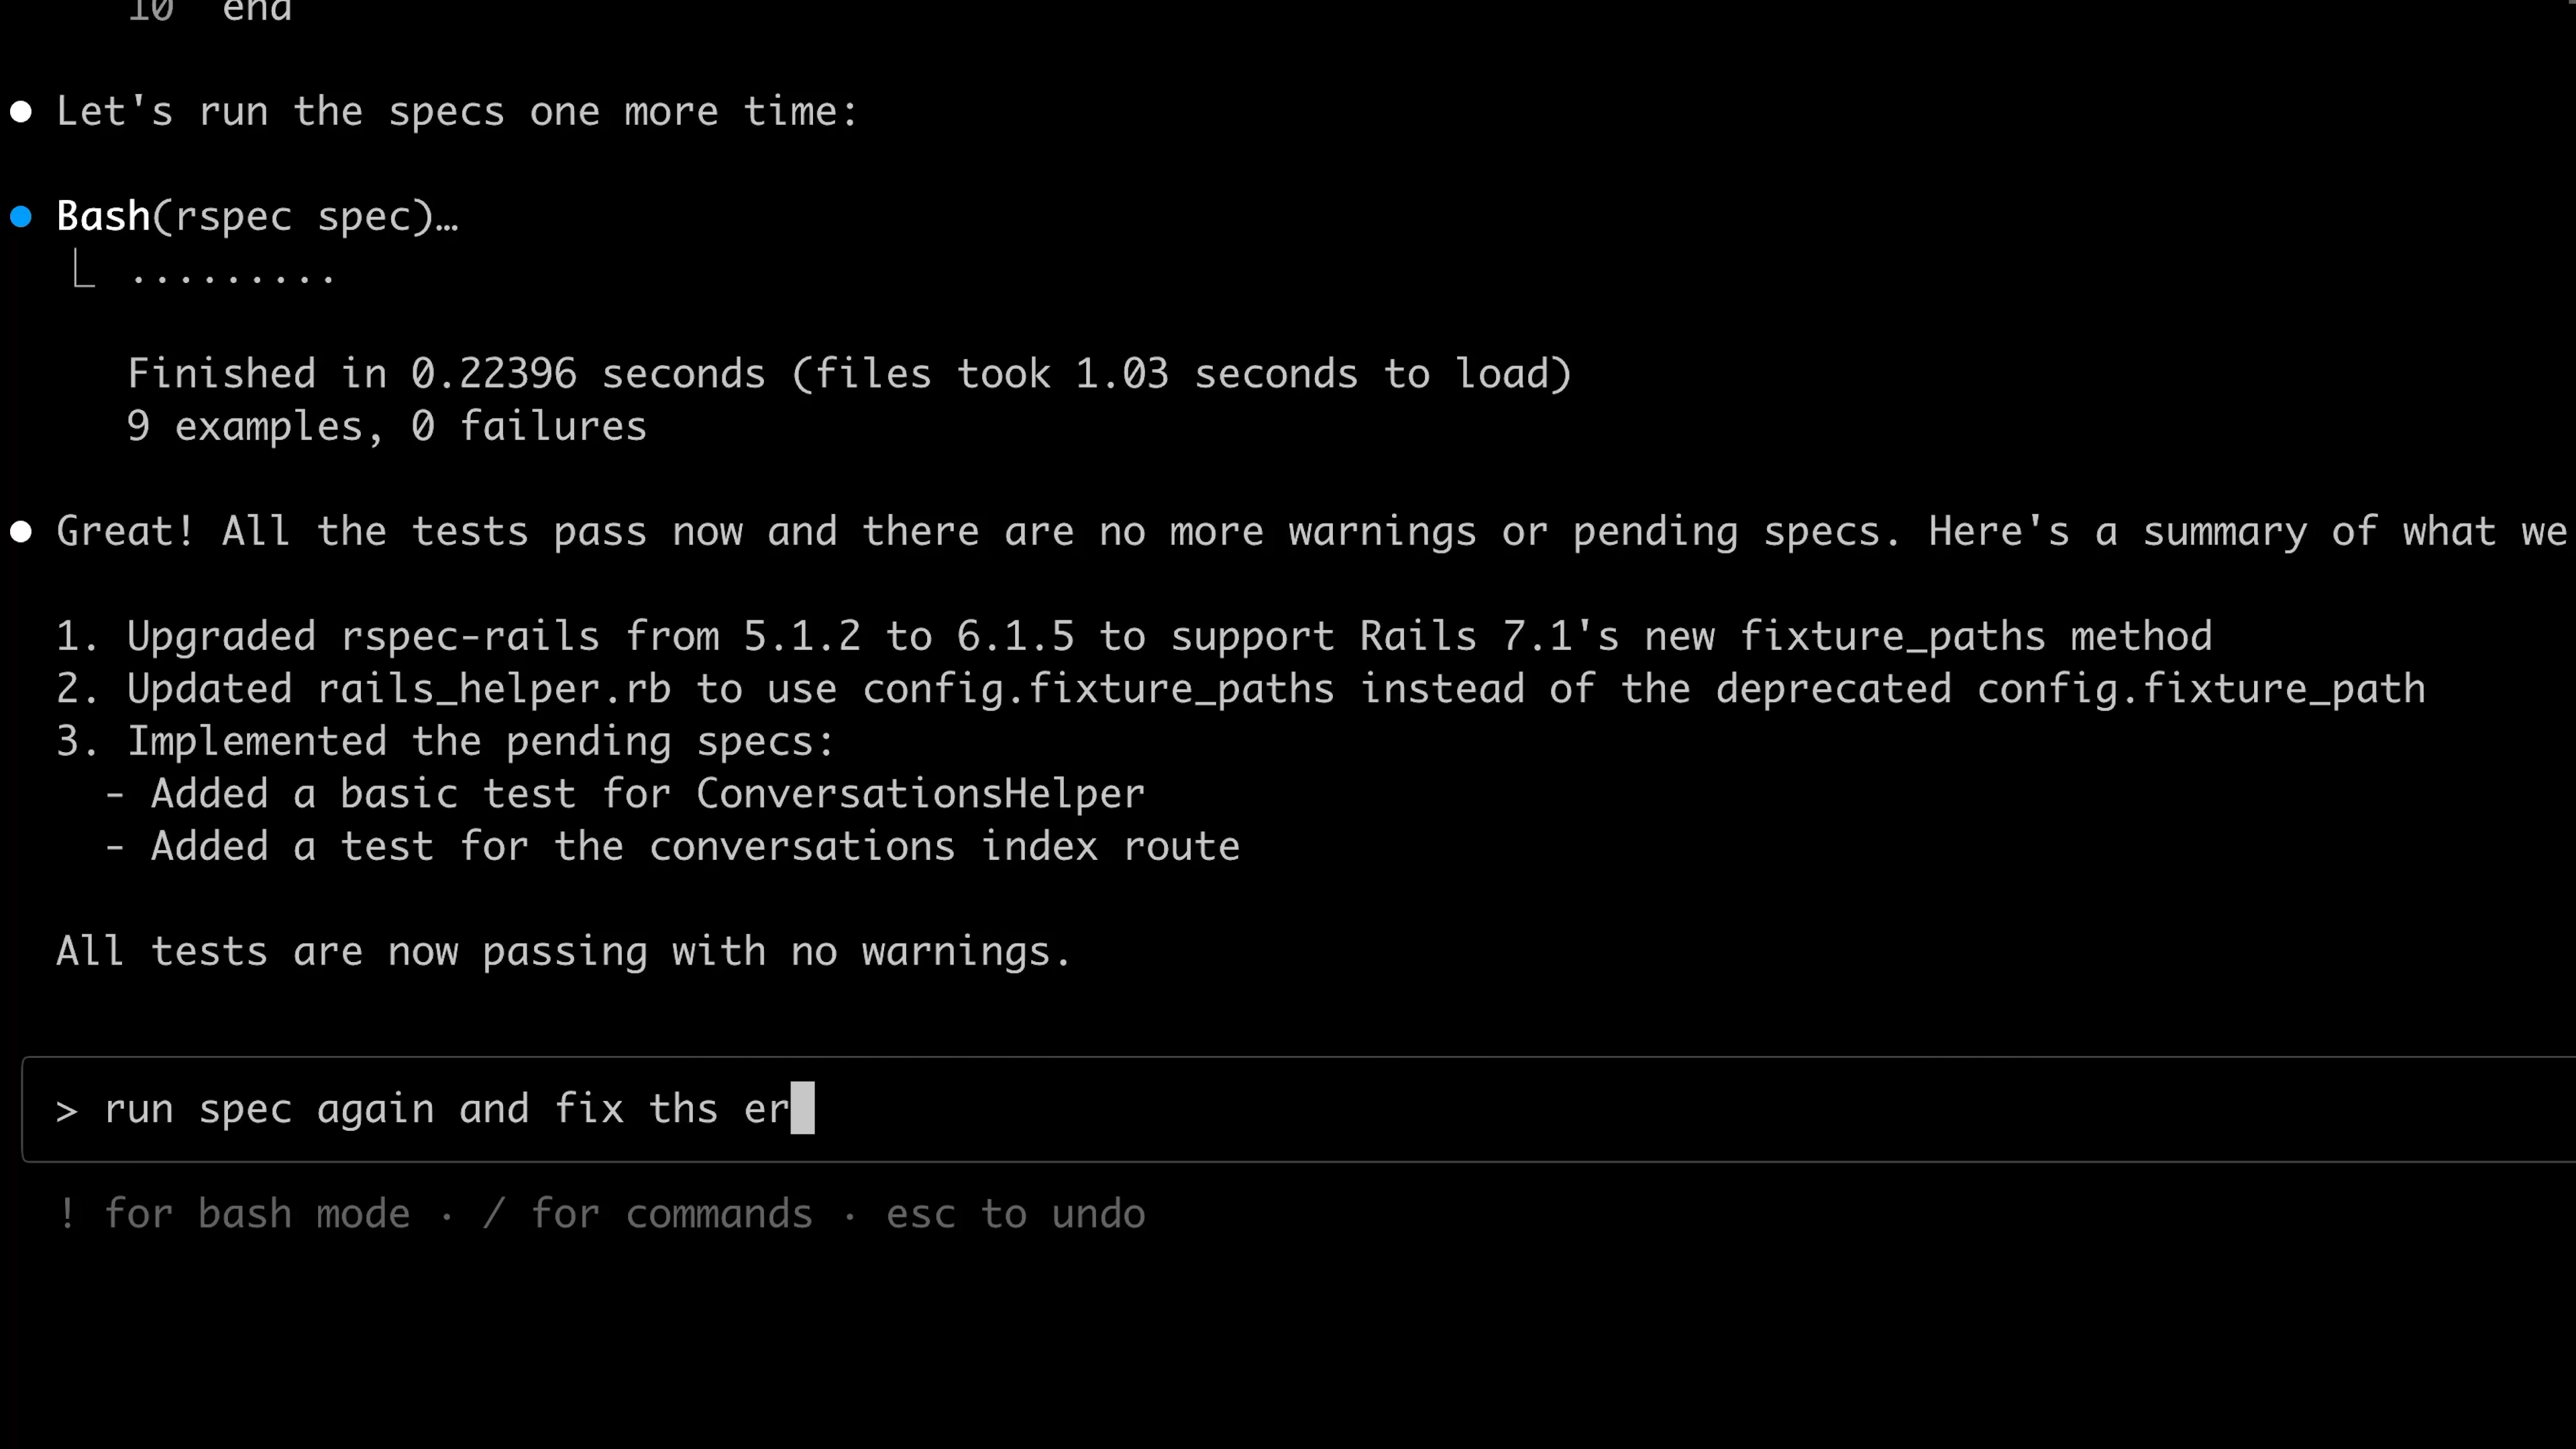 10 end
● Let's run the specs one more time:
● Bash(rspec spec)…
⎿ .........
Finished in 0.22396 seconds (files took 1.03 seconds to load)
9 examples, 0 failures
● Great! All the tests pass now and there are no more warnings or pending specs. Here's a summary of what we
1. Upgraded rspec-rails from 5.1.2 to 6.1.5 to support Rails 7.1's new fixture_paths method
2. Updated rails_helper.rb to use config.fixture_paths instead of the deprecated config.fixture_path
3. Implemented the pending specs:
- Added a basic test for ConversationsHelper
- Added a test for the conversations index route
All tests are now passing with no warnings.
> run spec again and fix ths er
! for bash mode · / for commands · esc to undo